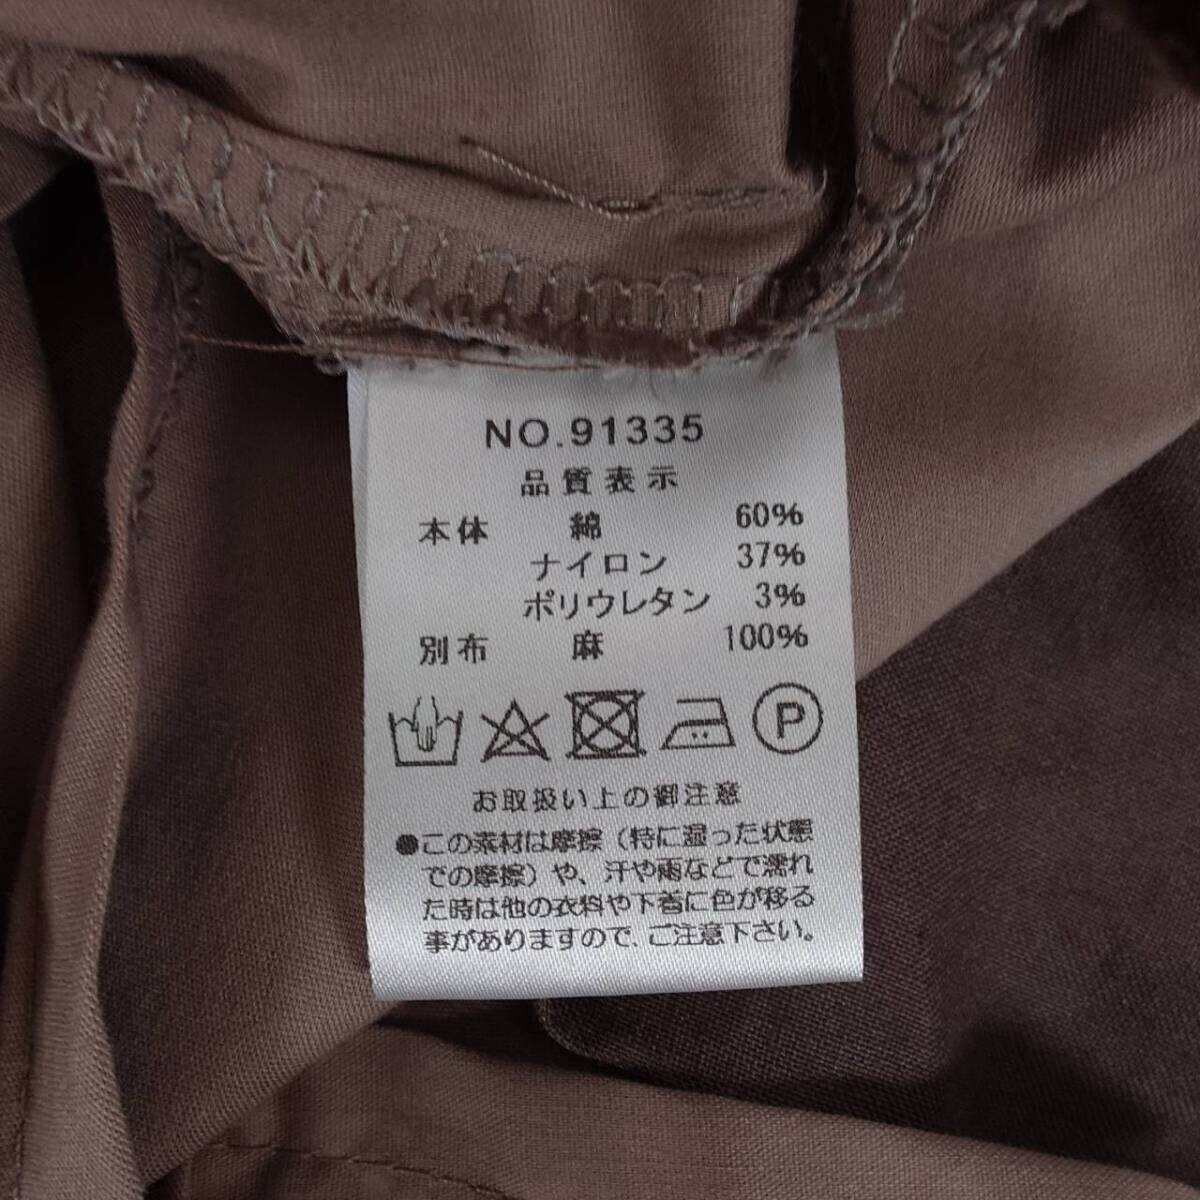 NO.91335
品質表示
本体 綿 60%
ナイロン 37%
ポリウレタン 3%
別布 麻 100%
P
お取扱い上の御注意
●この素材は摩擦（特に湿った状態
での摩擦）や、汗や雨などで濡れ
た時は他の衣料や下着に色が移る
事がありますので、ご注意下さい。